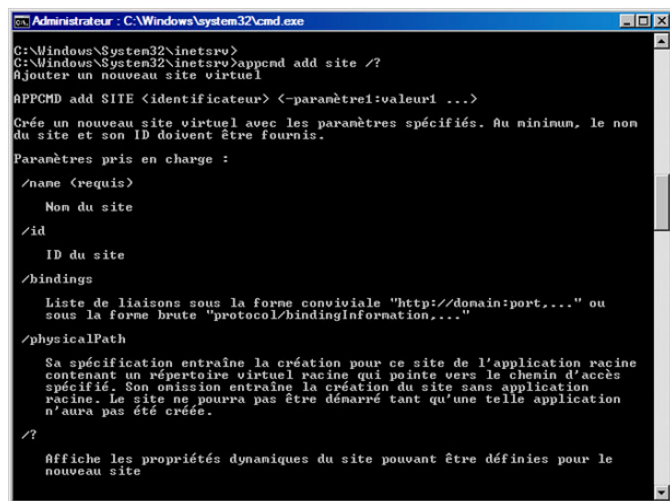 Administrateur : C:\Windows\system32\cmd.exe
C:\Windows\System32\inetsrv>
C:\Windows\System32\inetsrv>appcmd add site /?
Ajouter un nouveau site virtuel
APPCMD add SITE <identificateur> <-paramètre1:valeur1 ...>
Crée un nouveau site virtuel avec les paramètres spécifiés. Au minimum, le nom
du site et son ID doivent être fournis.
Paramètres pris en charge :
/name <requis>
Nom du site
/id
ID du site
/bindings
Liste de liaisons sous la forme conviviale "http://domain:port,..." ou
sous la forme brute "protocol/bindingInformation,..."
/physicalPath
Sa spécification entraîne la création pour ce site de l'application racine
contenant un répertoire virtuel racine qui pointe vers le chemin d'accès
spécifié. Son omission entraîne la création du site sans application
racine. Le site ne pourra pas être démarré tant qu'une telle application
n'aura pas été créée.
/?
Affiche les propriétés dynamiques du site pouvant être définies pour le
nouveau site